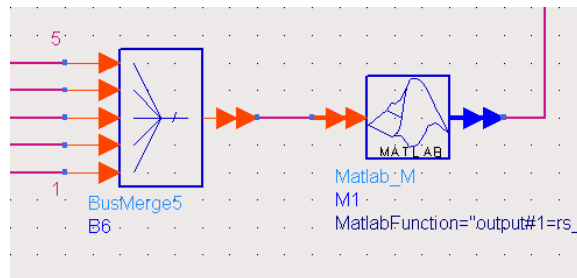 5
1
BusMerge5
B6
MATLAB
Matlab_M
M1
MatlabFunction="output#1=rs_